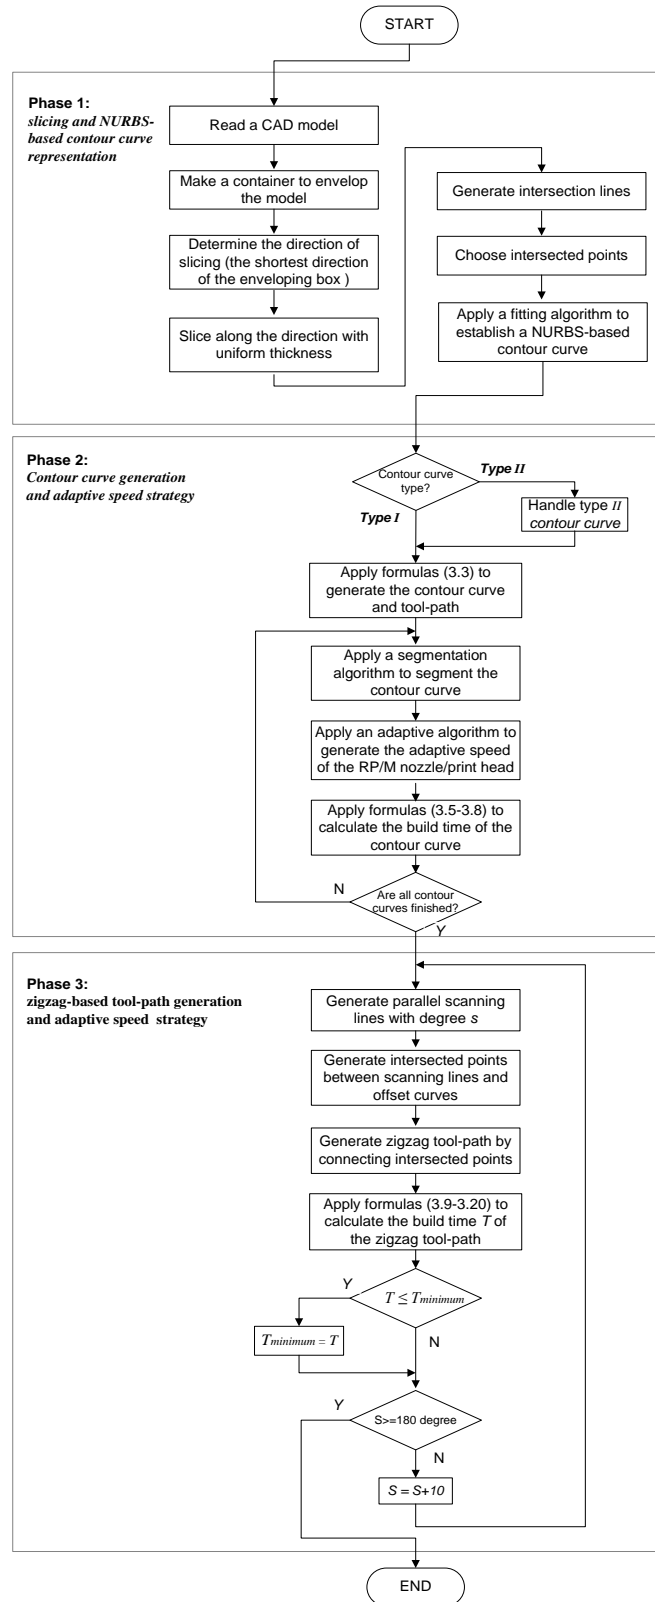 START
Phase 1:
slicing and NURBS-
based contour curve
representation
Read a CAD model
Make a container to envelop
the model
Determine the direction of
slicing (the shortest direction
of the enveloping box )
Slice along the direction with
uniform thickness
Generate intersection lines
Choose intersected points
Apply a fitting algorithm to
establish a NURBS-based
contour curve
Phase 2:
Contour curve generation
and adaptive speed strategy
Contour curve
type?
Type II
Type I
Handle type II
contour curve
Apply formulas (3.3) to
generate the contour curve
and tool-path
Apply a segmentation
algorithm to segment the
contour curve
Apply an adaptive algorithm to
generate the adaptive speed
of the RP/M nozzle/print head
Apply formulas (3.5-3.8) to
calculate the build time of the
contour curve
N
Are all contour
curves finished?
Y
Phase 3:
zigzag-based tool-path generation
and adaptive speed strategy
Generate parallel scanning
lines with degree s
Generate intersected points
between scanning lines and
offset curves
Generate zigzag tool-path by
connecting intersected points
Apply formulas (3.9-3.20) to
calculate the build time T of
the zigzag tool-path
Y
T ≤ Tminimum
Tminimum = T
N
Y
S>=180 degree
N
S = S+10
END